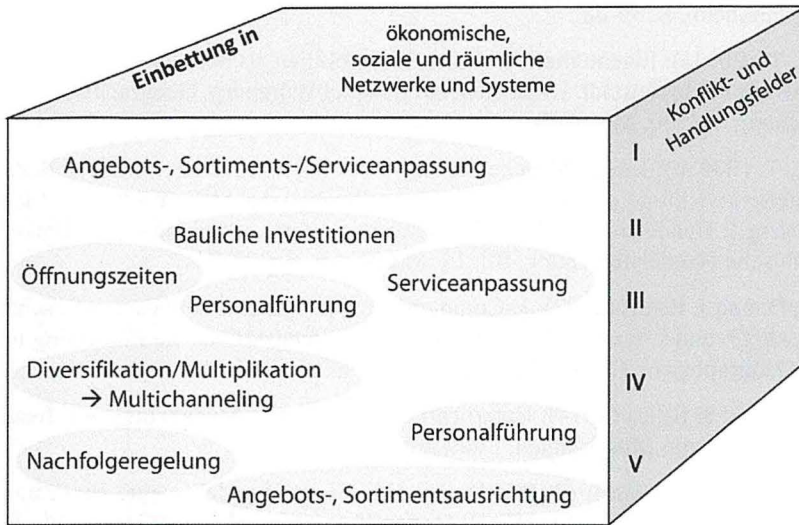 Einbettung in
ökonomische,
soziale und räumliche
Netzwerke und Systeme
Konflikt- und
Handlungsfelder
Angebots-, Sortiments-/Serviceanpassung
I
Bauliche Investitionen
II
Öffnungszeiten
Serviceanpassung
Personalführung
III
Diversifikation/Multiplikation
→ Multichanneling
IV
Personalführung
Nachfolgeregelung
V
Angebots-, Sortimentsausrichtung